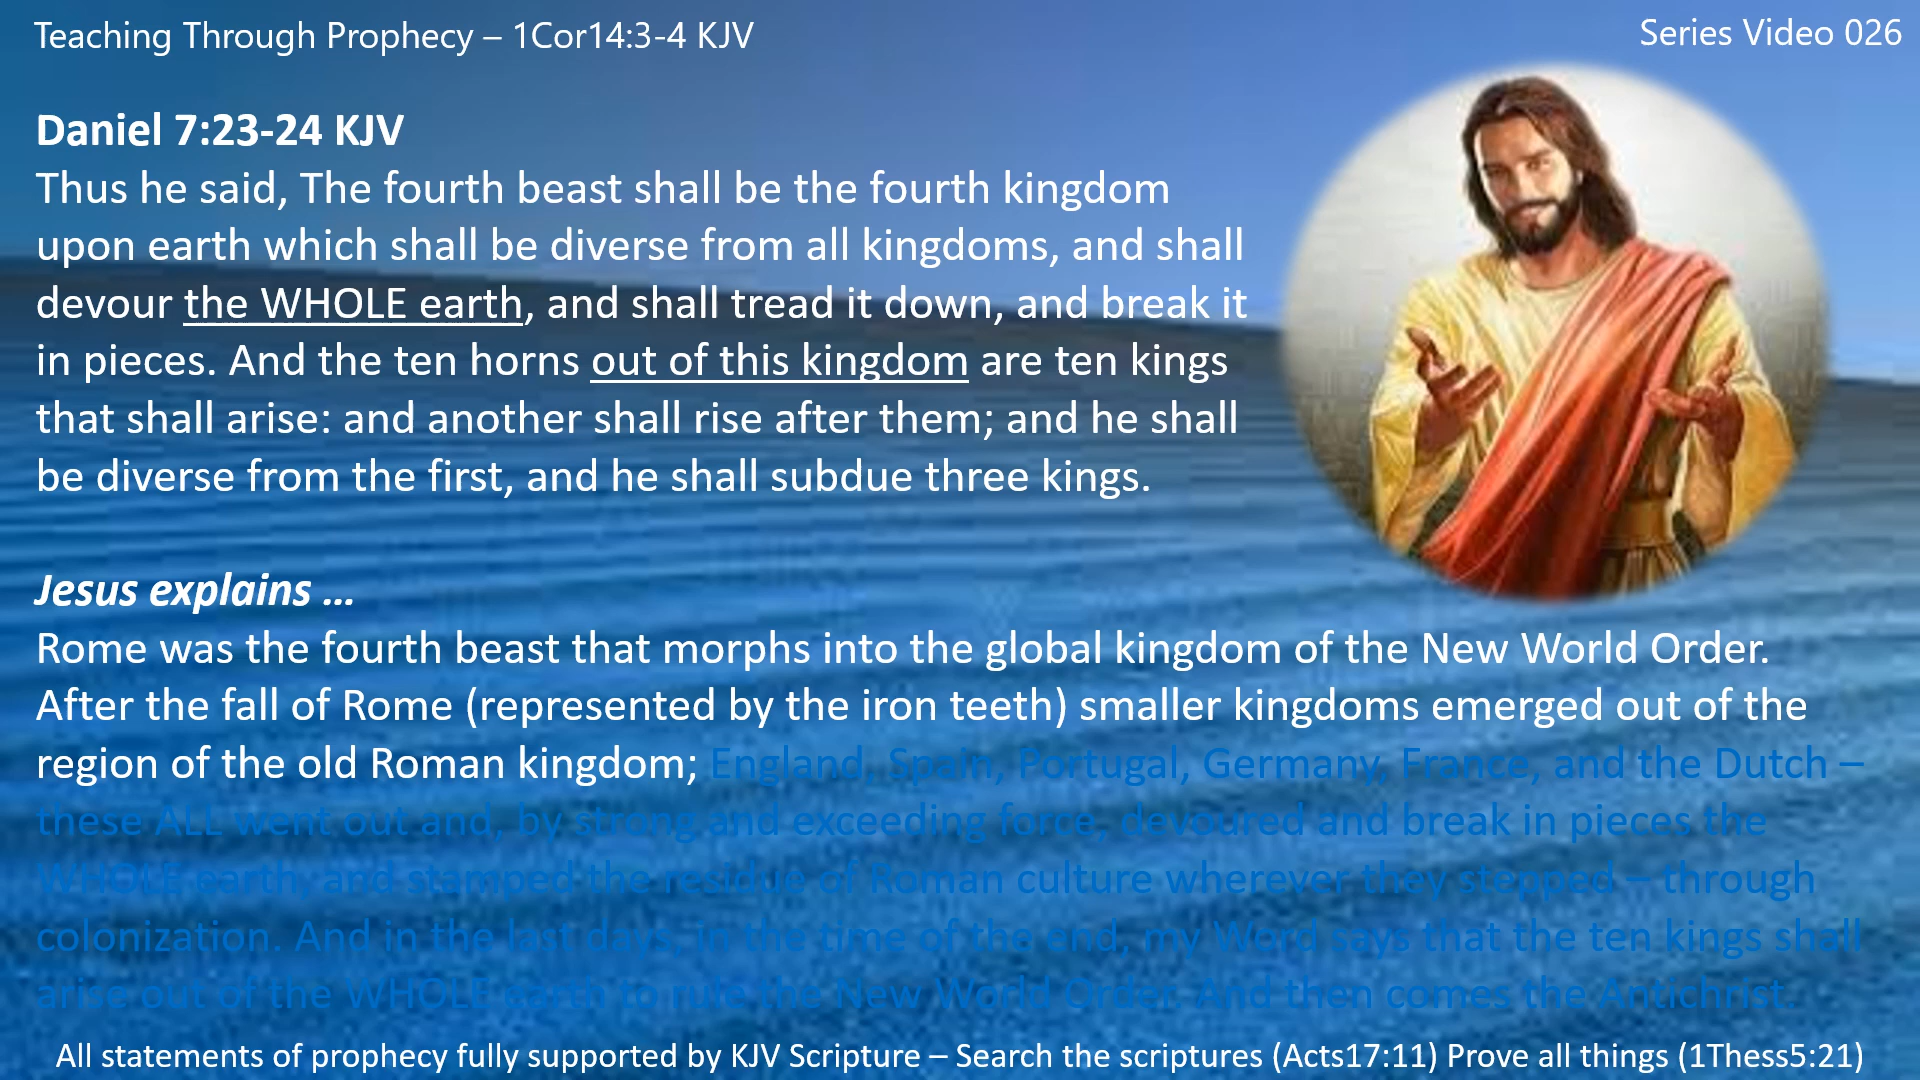 Teaching Through Prophecy – 1Cor14:3-4 KJV
Series Video 026
Daniel 7:23-24 KJV
Thus he said, The fourth beast shall be the fourth kingdom
upon earth which shall be diverse from all kingdoms, and shall
devour the WHOLE earth, and shall tread it down, and break it
in pieces. And the ten horns out of this kingdom are ten kings
that shall arise: and another shall rise after them; and he shall
be diverse from the first, and he shall subdue three kings.
Jesus explains …
Rome was the fourth beast that morphs into the global kingdom of the New World Order.
After the fall of Rome (represented by the iron teeth) smaller kingdoms emerged out of the
region of the old Roman kingdom; England, Spain, Portugal, Germany, France, and the Dutch –
these ALL went out and, by strong and exceeding force, devoured and break in pieces the
WHOLE earth, and stamped the residue of Roman culture wherever they stepped – through
colonization. And in the last days, in the time of the end, my Word says that the ten kings shall
arise out of the WHOLE earth to rule the New World Order. And then comes the Antichrist.
All statements of prophecy fully supported by KJV Scripture – Search the scriptures (Acts17:11) Prove all things (1Thess5:21)